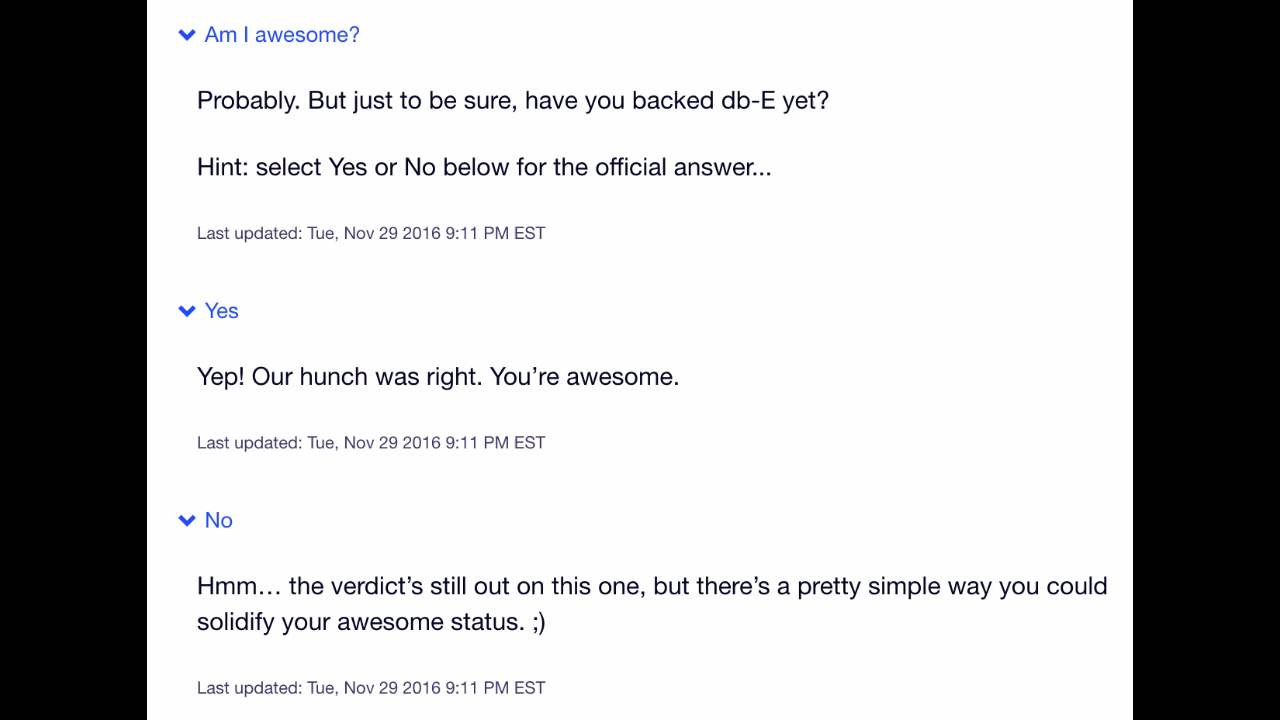 Am I awesome?
Probably. But just to be sure, have you backed db-E yet?
Hint: select Yes or No below for the official answer...
Last updated: Tue, Nov 29 2016 9:11 PM EST
Yes
Yep! Our hunch was right. You’re awesome.
Last updated: Tue, Nov 29 2016 9:11 PM EST
No
Hmm… the verdict’s still out on this one, but there’s a pretty simple way you could
solidify your awesome status. ;)
Last updated: Tue, Nov 29 2016 9:11 PM EST